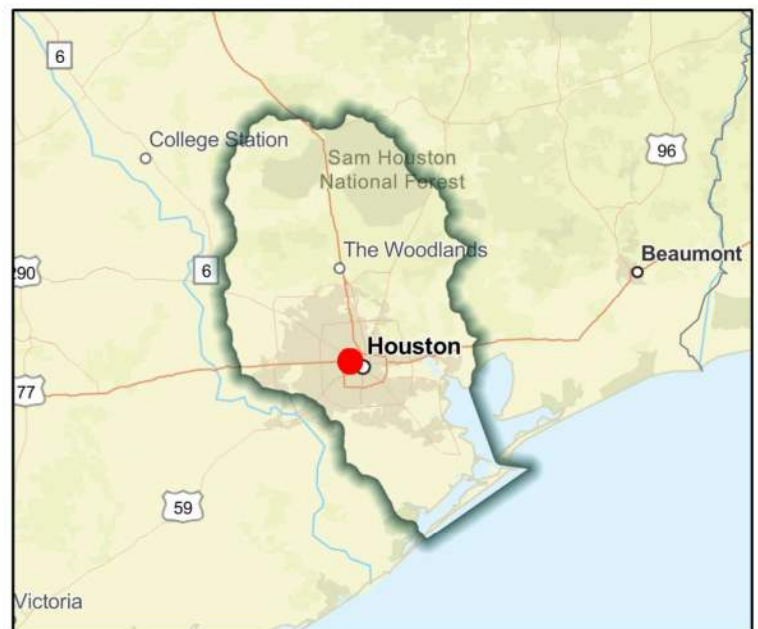 6
College Station
Sam Houston
National Forest
96
The Woodlands
290
6
Beaumont
Houston
77
59
Victoria